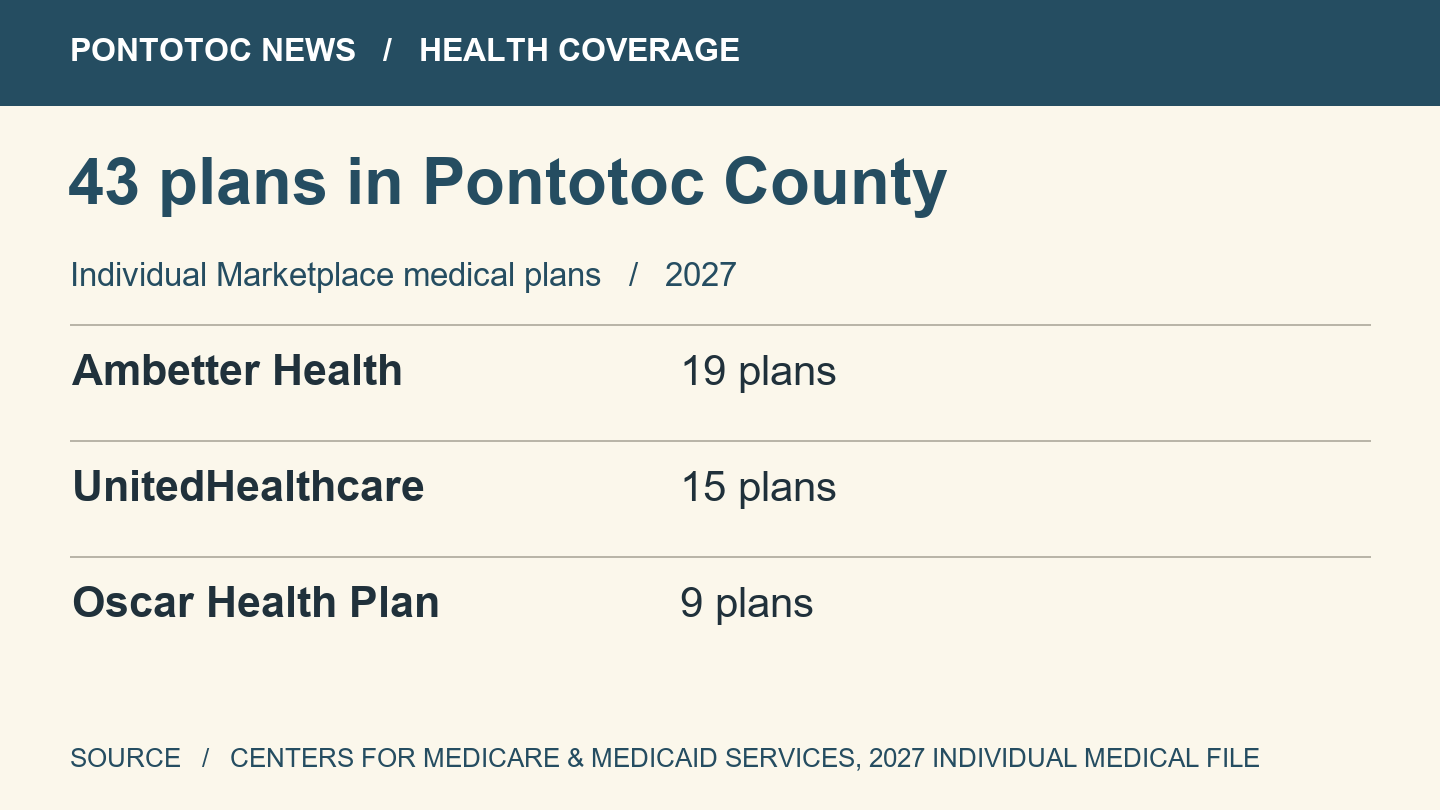 PONTOTOC NEWS / HEALTH COVERAGE
43 plans in Pontotoc County
Individual Marketplace medical plans / 2027
Ambetter Health 19 plans
UnitedHealthcare 15 plans
Oscar Health Plan 9 plans
SOURCE / CENTERS FOR MEDICARE & MEDICAID SERVICES, 2027 INDIVIDUAL MEDICAL FILE